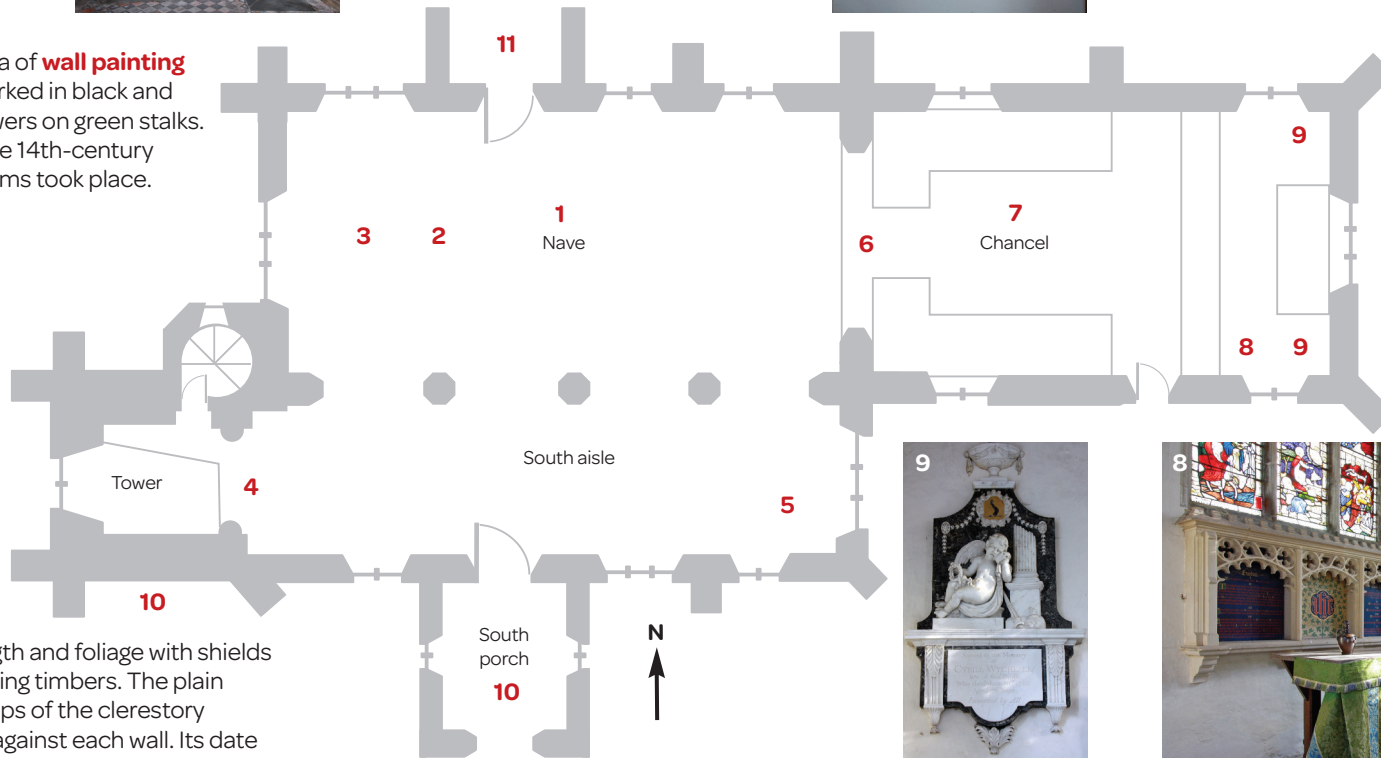 a of wall painting
rked in black and
wers on green stalks.
e 14th-century
ms took place.
11
9
1
Nave
3
2
6
7
Chancel
8
9
South aisle
Tower
4
5
10
South
porch
10
N
gth and foliage with shields
ing timbers. The plain
ps of the clerestory
against each wall. Its date
9
8